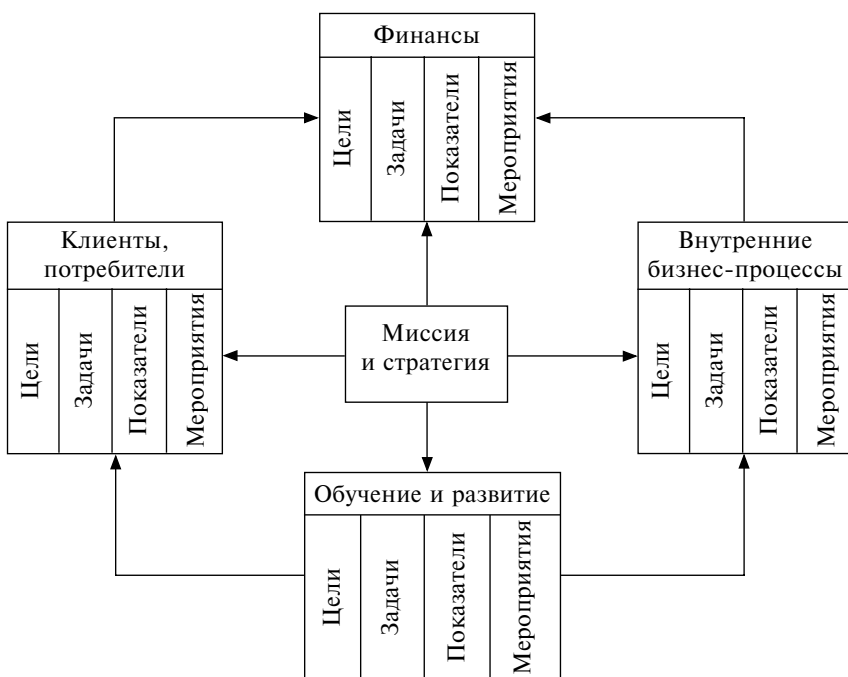 Финансы
Цели
Задачи
Показатели
Мероприятия
Клиенты,
потребители
Цели
Задачи
Показатели
Мероприятия
Миссия
и стратегия
Внутренние
бизнес-процессы
Цели
Задачи
Показатели
Мероприятия
Обучение и развитие
Цели
Задачи
Показатели
Мероприятия